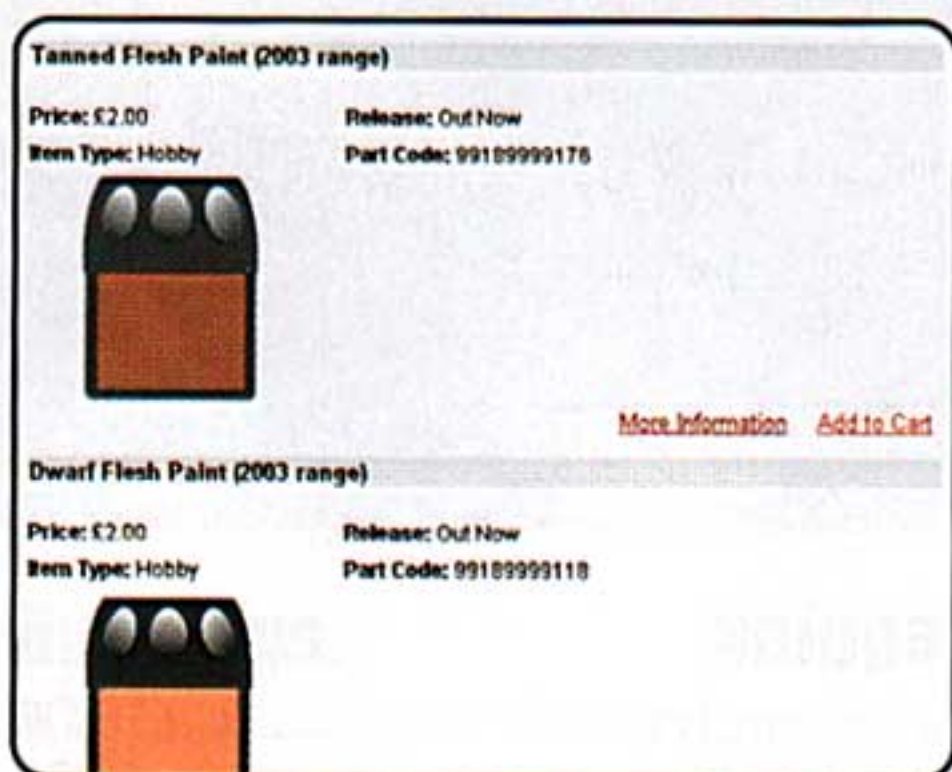 Tanned Flesh Paint (2003 range)
Price: £2.00 Release: Out Now
Item Type: Hobby Part Code: 99189999176
More Information Add to Cart
Dwarf Flesh Paint (2003 range)
Price: £2.00 Release: Out Now
Item Type: Hobby Part Code: 99189999118